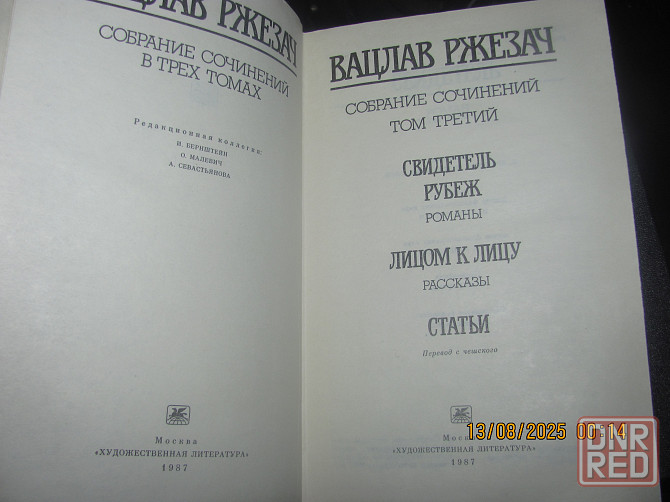 ВАЦЛАВ РЖЕЗАЧ
СОБРАНИЕ СОЧИНЕНИЙ
В ТРЕХ ТОМАХ
Редакционная коллегия:
И. БЕРНШТЕЙН
О. МАЛЕВИЧ
А. СЕВАСТЬЯНОВА
Москва
«ХУДОЖЕСТВЕННАЯ ЛИТЕРАТУРА»
1987
ВАЦЛАВ РЖЕЗАЧ
СОБРАНИЕ СОЧИНЕНИЙ
ТОМ ТРЕТИЙ
СВИДЕТЕЛЬ
РУБЕЖ
РОМАНЫ
ЛИЦОМ К ЛИЦУ
РАССКАЗЫ
СТАТЬИ
Перевод с чешского
Москва
«ХУДОЖЕСТВЕННАЯ ЛИТЕРАТУРА»
1987
13/08/2025 00:14
DNR
RED